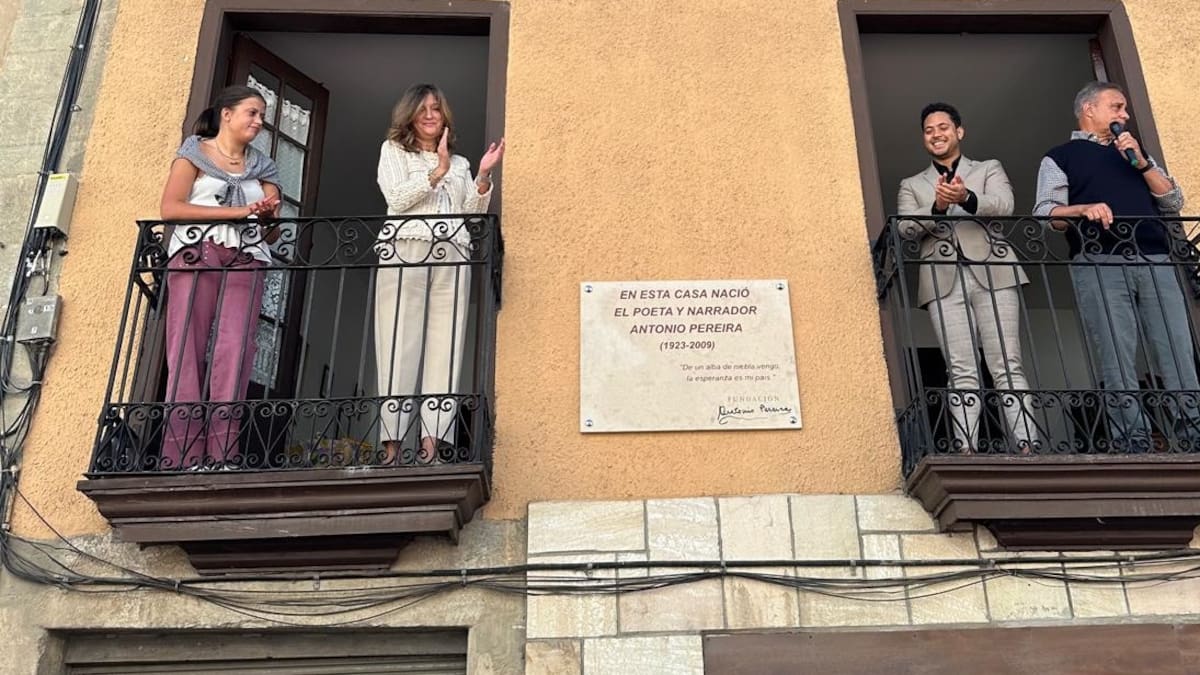 EN ESTA CASA NACIÓ
EL POETA Y NARRADOR
ANTONIO PEREIRA
(1923-2009)
"De un alba de niebla vengo,
la esperanza es mi país."
FUNDACIÓN
Antonio Pereira